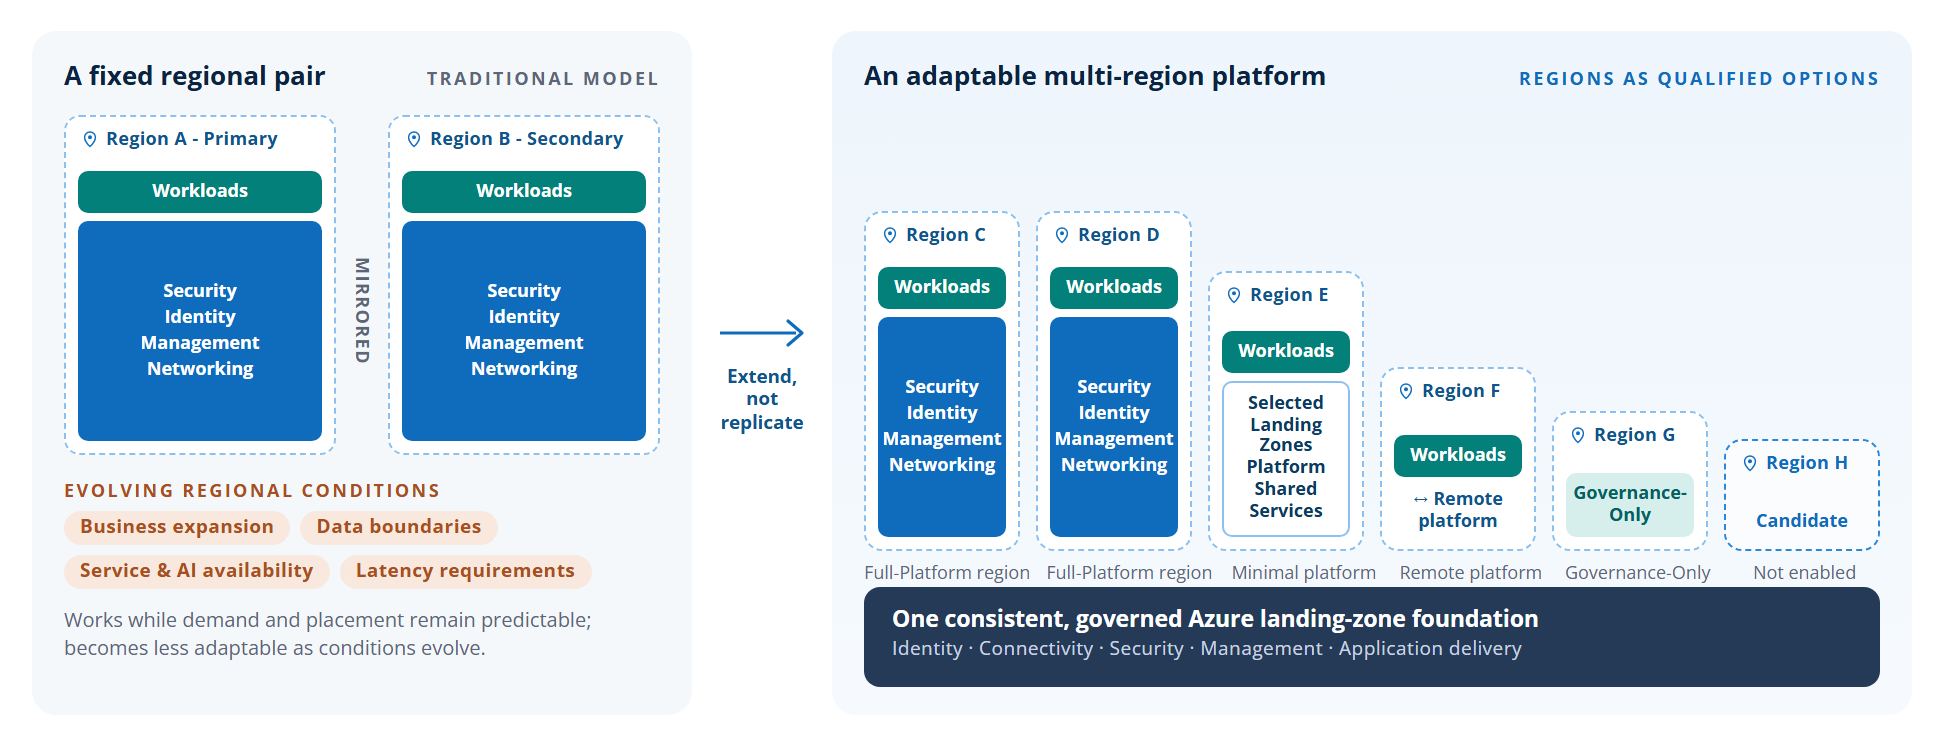 A fixed regional pair
TRADITIONAL MODEL
Region A - Primary
Workloads
Security
Identity
Management
Networking
MIRRORED
Region B - Secondary
Workloads
Security
Identity
Management
Networking
EVOLVING REGIONAL CONDITIONS
Business expansion
Data boundaries
Service & AI availability
Latency requirements
Works while demand and placement remain predictable;
becomes less adaptable as conditions evolve.
Extend,
not
replicate
An adaptable multi-region platform
REGIONS AS QUALIFIED OPTIONS
Region C
Workloads
Security
Identity
Management
Networking
Full-Platform region
Region D
Workloads
Security
Identity
Management
Networking
Full-Platform region
Region E
Workloads
Selected
Landing
Zones
Platform
Shared
Services
Minimal platform
Region F
Workloads
↔ Remote
platform
Remote platform
Region G
Governance-
Only
Governance-Only
Region H
Candidate
Not enabled
One consistent, governed Azure landing-zone foundation
Identity · Connectivity · Security · Management · Application delivery